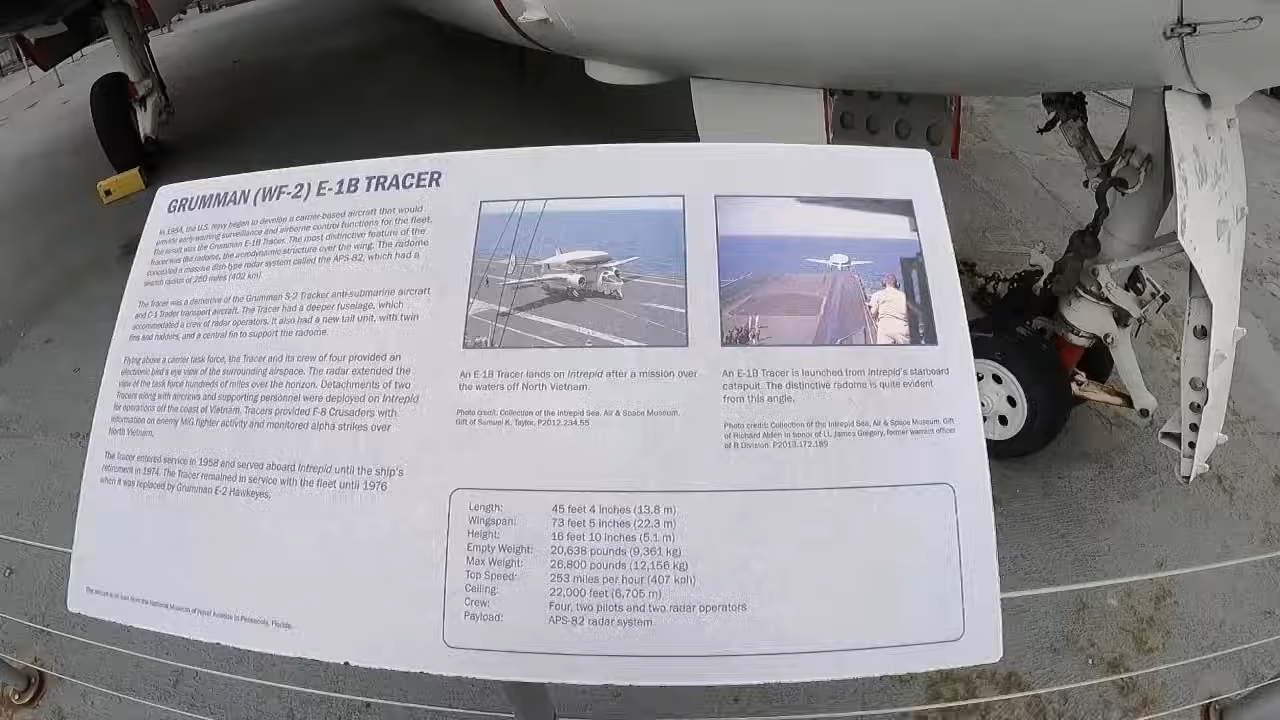 GRUMMAN (WF-2) E-1B TRACER
In 1954, the U.S. Navy began to develop a carrier-based aircraft that would
provide early-warning surveillance and airborne control functions for the fleet.
The result was the Grumman E-1B Tracer. The most distinctive feature of the
Tracer was the radome, the aerodynamic structure over the wing. The radome
concealed a massive dish-type radar system called the APS-82, which had a
search radius of 250 miles (402 km).
The Tracer was a derivative of the Grumman S-2 Tracker anti-submarine aircraft
and C-1 Trader transport aircraft. The Tracer had a deeper fuselage, which
accommodated a crew of radar operators. It also had a new tail unit, with twin
fins and rudders, and a central fin to support the radome.
Flying above a carrier task force, the Tracer and its crew of four provided an
electronic bird's eye view of the surrounding airspace. The radar extended the
view of the task force hundreds of miles over the horizon. Detachments of two
Tracers along with aircrews and supporting personnel were deployed on Intrepid
for operations off the coast of Vietnam. Tracers provided F-8 Crusaders with
information on enemy MiG fighter activity and monitored alpha strikes over
North Vietnam.
The Tracer entered service in 1958 and served aboard Intrepid until the ship's
retirement in 1974. The Tracer remained in service with the fleet until 1976
when it was replaced by Grumman E-2 Hawkeyes.
This aircraft is on loan from the National Museum of Naval Aviation in Pensacola, Florida.
An E-1B Tracer lands on Intrepid after a mission over
the waters off North Vietnam.
Photo credit: Collection of the Intrepid Sea, Air & Space Museum.
Gift of Samuel K. Taylor. P2012.234.55
An E-1B Tracer is launched from Intrepid's starboard
catapult. The distinctive radome is quite evident
from this angle.
Photo credit: Collection of the Intrepid Sea, Air & Space Museum. Gift
of Richard Alden in honor of Lt. James Gregory, former warrant officer
of R Division. P2013.172.189
Length: 45 feet 4 inches (13.8 m)
Wingspan: 73 feet 5 inches (22.3 m)
Height: 16 feet 10 inches (5.1 m)
Empty Weight: 20,638 pounds (9,361 kg)
Max Weight: 26,800 pounds (12,156 kg)
Top Speed: 253 miles per hour (407 kph)
Ceiling: 22,000 feet (6,705 m)
Crew: Four, two pilots and two radar operators
Payload: APS-82 radar system